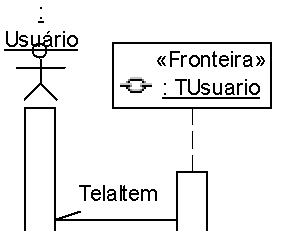 :
Usuário
«Fronteira»
: TUsuario
TelaItem